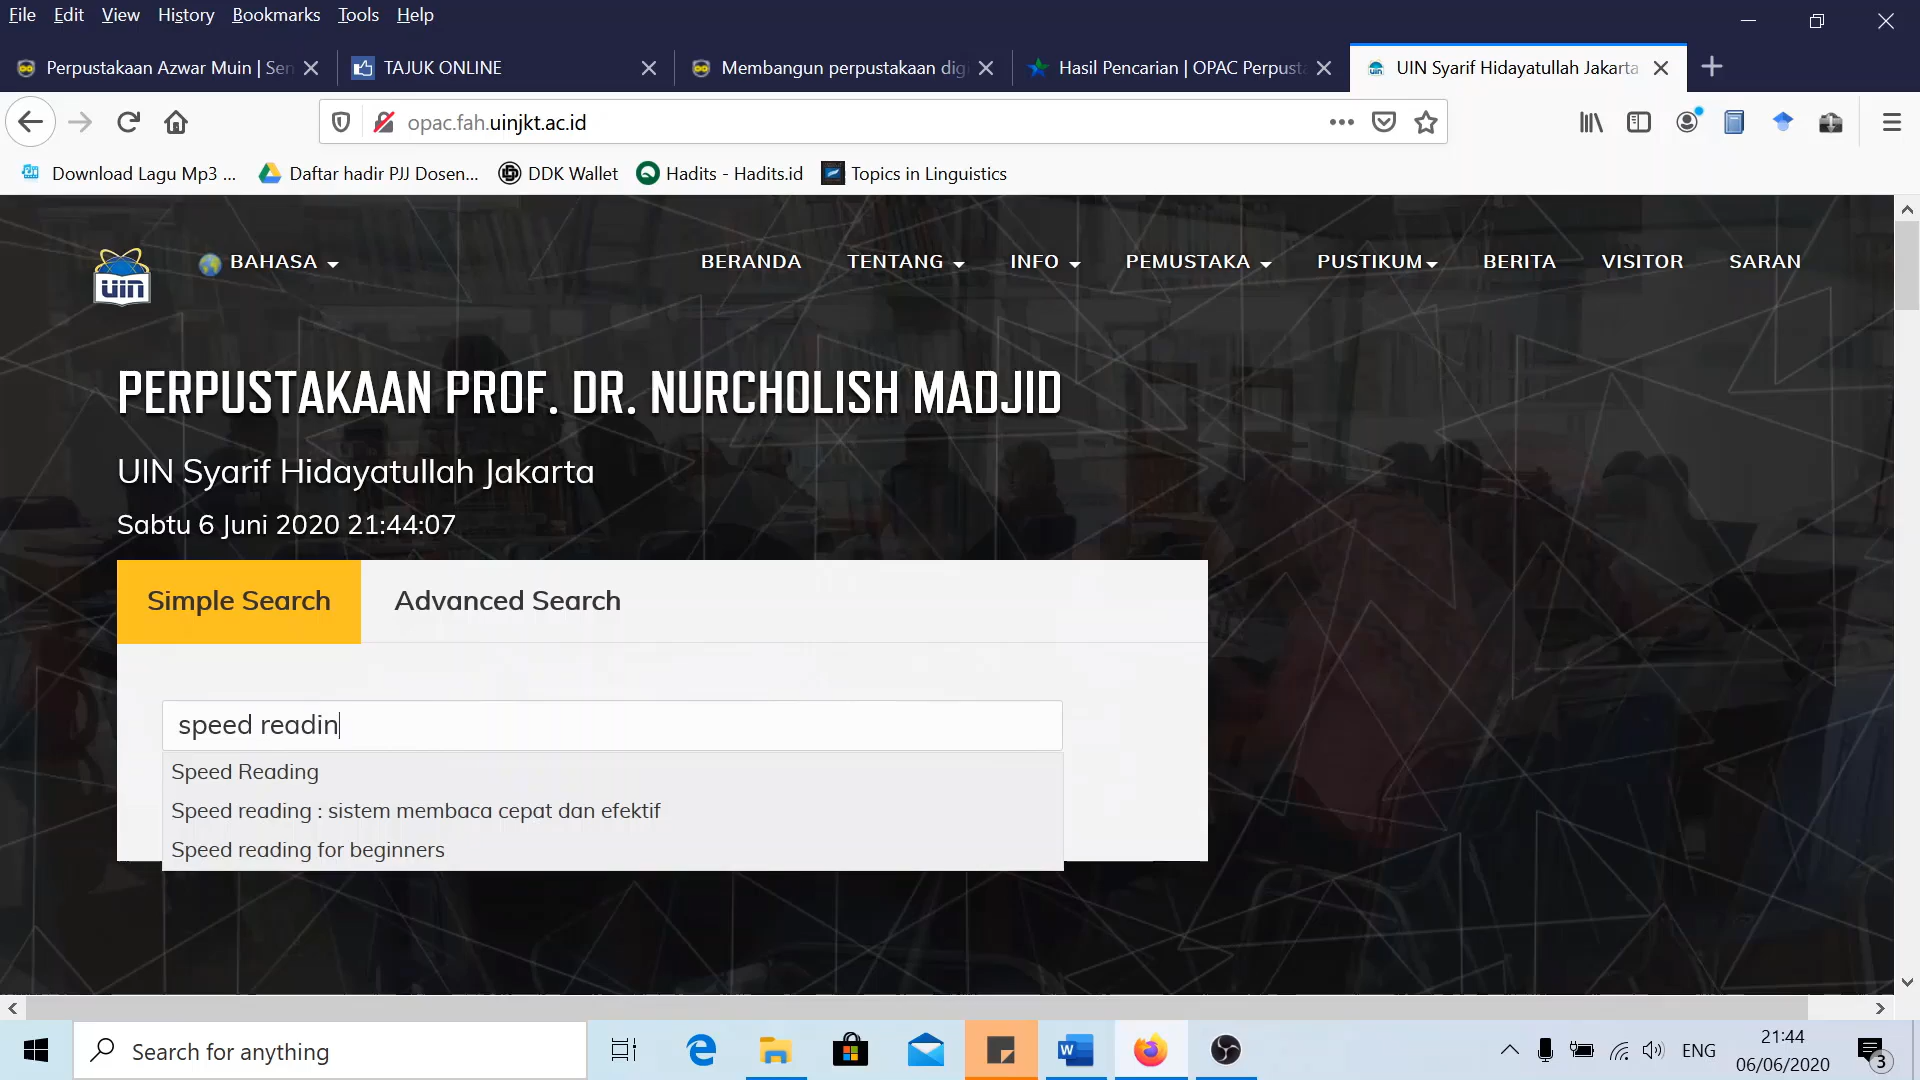 File Edit View History Bookmarks Tools Help
Perpustakaan Azwar Muin | Sen
TAJUK ONLINE
Membangun perpustakaan digi
Hasil Pencarian | OPAC Perpusta
UIN Syarif Hidayatullah Jakarta
opac.fah.uinjkt.ac.id
Download Lagu Mp3 ...
Daftar hadir PJJ Dosen...
DDK Wallet
Hadits - Hadits.id
Topics in Linguistics
uin
BAHASA
BERANDA TENTANG INFO PEMUSTAKA PUSTIKUM BERITA VISITOR SARAN
PERPUSTAKAAN PROF. DR. NURCHOLISH MADJID
UIN Syarif Hidayatullah Jakarta
Sabtu 6 Juni 2020 21:44:07
Simple Search
Advanced Search
speed readin
Speed Reading
Speed reading : sistem membaca cepat dan efektif
Speed reading for beginners
Search for anything
ENG
21:44
06/06/2020
3